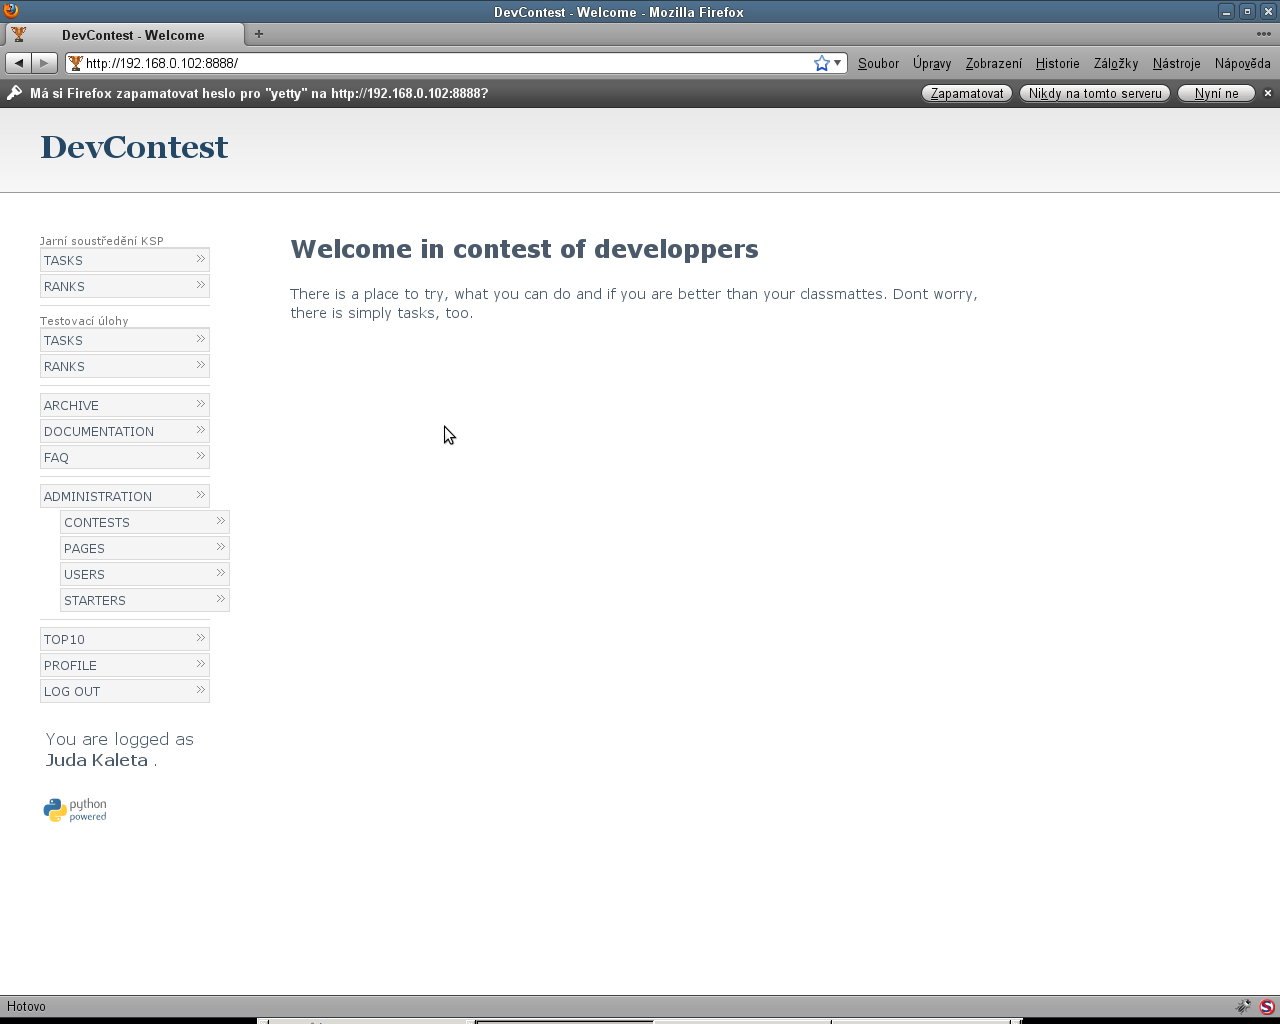 DevContest - Welcome - Mozilla Firefox
DevContest - Welcome
http://192.168.0.102:8888/
Soubor Úpravy Zobrazení Historie Záložky Nástroje Nápověda
Má si Firefox zapamatovat heslo pro "yetty" na http://192.168.0.102:8888?
Zapamatovat Nikdy na tomto serveru Nyní ne
DevContest
Jarní soustředění KSP
TASKS
RANKS
Testovací úlohy
TASKS
RANKS
ARCHIVE
DOCUMENTATION
FAQ
ADMINISTRATION
CONTESTS
PAGES
USERS
STARTERS
TOP10
PROFILE
LOG OUT
You are logged as
Juda Kaleta .
python
powered
Welcome in contest of developpers
There is a place to try, what you can do and if you are better than your classmattes. Dont worry,
there is simply tasks, too.
Hotovo